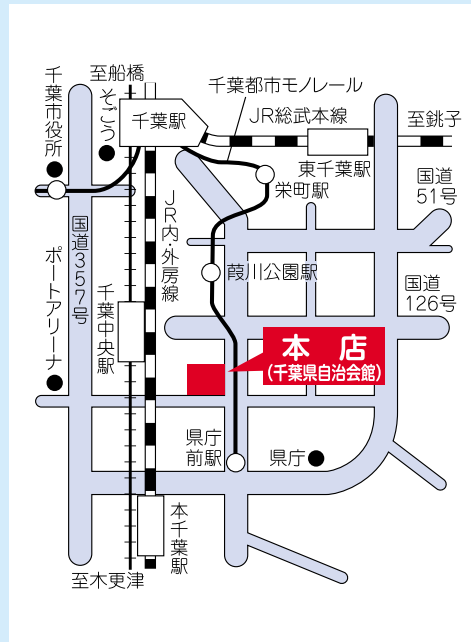 至船橋
千葉市役所
そごう
千葉駅
千葉都市モノレール
JR総武本線
至銚子
東千葉駅
栄町駅
国道
51号
JR内・外房線
国道357号
ポートアリーナ
千葉中央駅
葭川公園駅
国道
126号
本店
(千葉県自治会館)
県庁
前駅
県庁
本千葉駅
至木更津